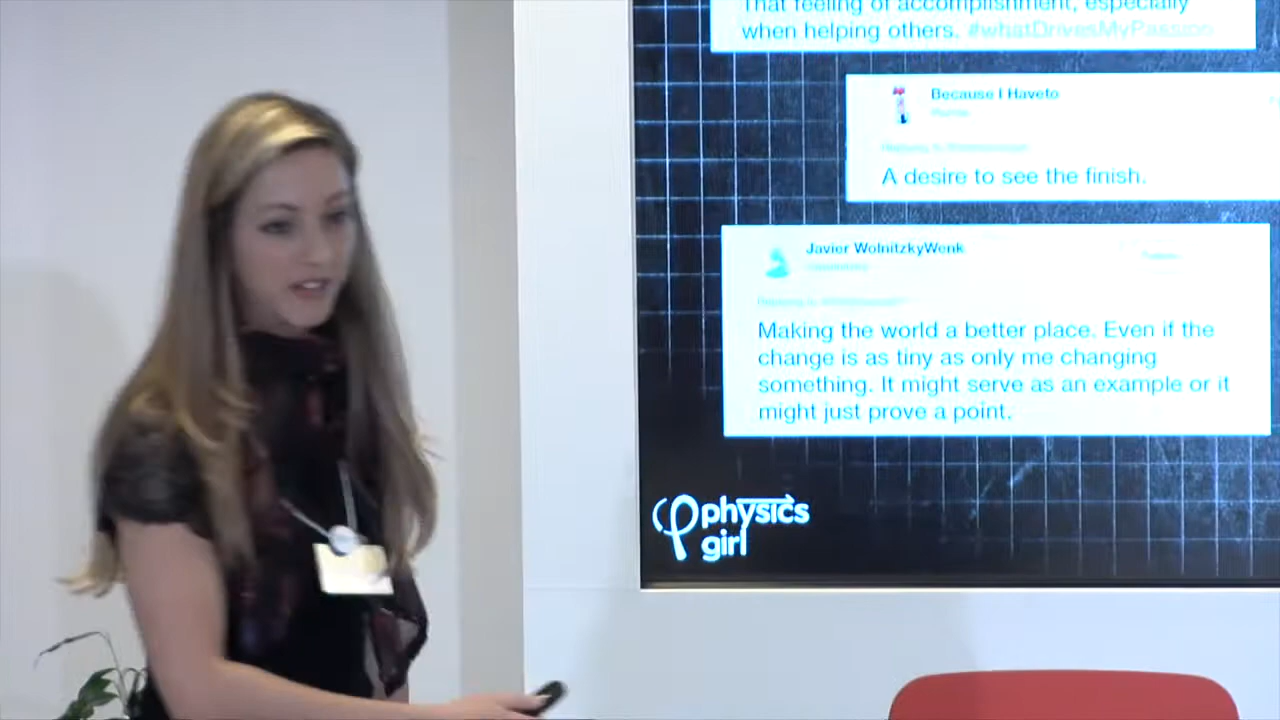 That feeling of accomplishment, especially
when helping others. #whatDrivesMyPassion
Because I Haveto
A desire to see the finish.
Javier WolnitzkyWenk
Making the world a better place. Even if the
change is as tiny as only me changing
something. It might serve as an example or it
might just prove a point.
physics
girl